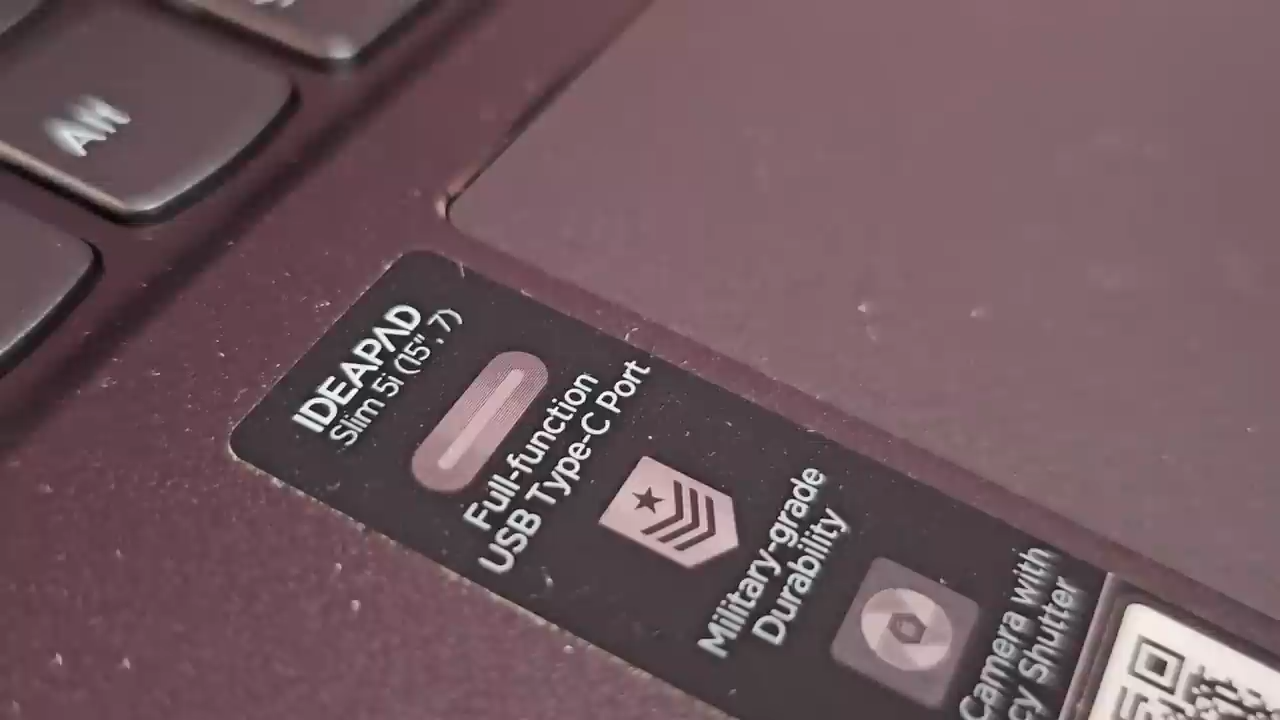 Alt
IDEAPAD
Slim 5i (15", 7)
Full-function
USB Type-C Port
Military-grade
Durability
Camera with
cy Shutter